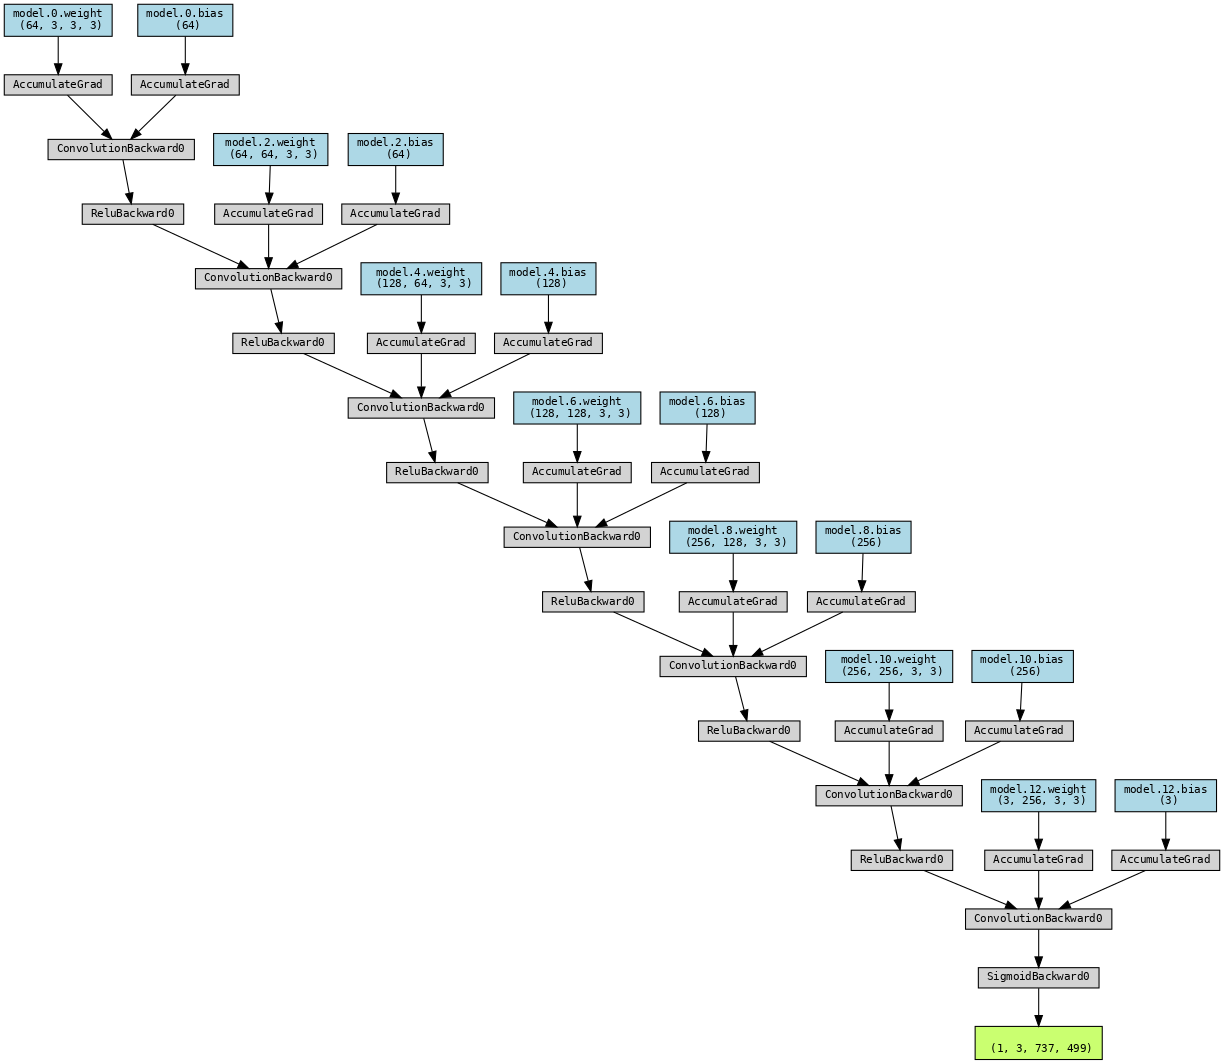 model.0.weight
(64, 3, 3, 3)
model.0.bias
(64)
AccumulateGrad
AccumulateGrad
ConvolutionBackward0
model.2.weight
(64, 64, 3, 3)
model.2.bias
(64)
ReluBackward0
AccumulateGrad
AccumulateGrad
ConvolutionBackward0
model.4.weight
(128, 64, 3, 3)
model.4.bias
(128)
ReluBackward0
AccumulateGrad
AccumulateGrad
ConvolutionBackward0
model.6.weight
(128, 128, 3, 3)
model.6.bias
(128)
ReluBackward0
AccumulateGrad
AccumulateGrad
ConvolutionBackward0
model.8.weight
(256, 128, 3, 3)
model.8.bias
(256)
ReluBackward0
AccumulateGrad
AccumulateGrad
ConvolutionBackward0
model.10.weight
(256, 256, 3, 3)
model.10.bias
(256)
ReluBackward0
AccumulateGrad
AccumulateGrad
ConvolutionBackward0
model.12.weight
(3, 256, 3, 3)
model.12.bias
(3)
ReluBackward0
AccumulateGrad
AccumulateGrad
ConvolutionBackward0
SigmoidBackward0
(1, 3, 737, 499)